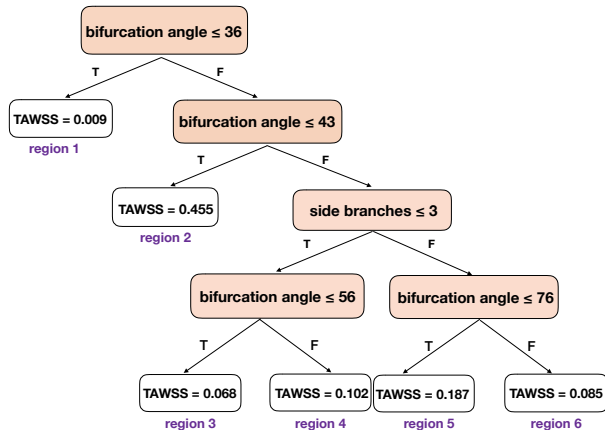 bifurcation angle ≤ 36
T
F
TAWSS = 0.009
region 1
bifurcation angle ≤ 43
T
F
TAWSS = 0.455
region 2
side branches ≤ 3
T
F
bifurcation angle ≤ 56
bifurcation angle ≤ 76
T
F
T
F
TAWSS = 0.068
TAWSS = 0.102
TAWSS = 0.187
TAWSS = 0.085
region 3
region 4
region 5
region 6